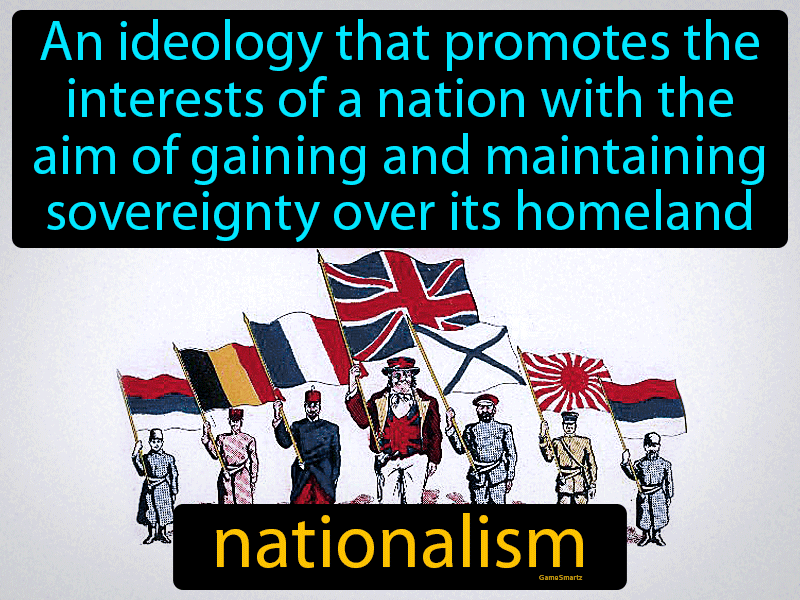 An ideology that promotes the
interests of a nation with the
aim of gaining and maintaining
sovereignty over its homeland
nationalism
GameSmartz